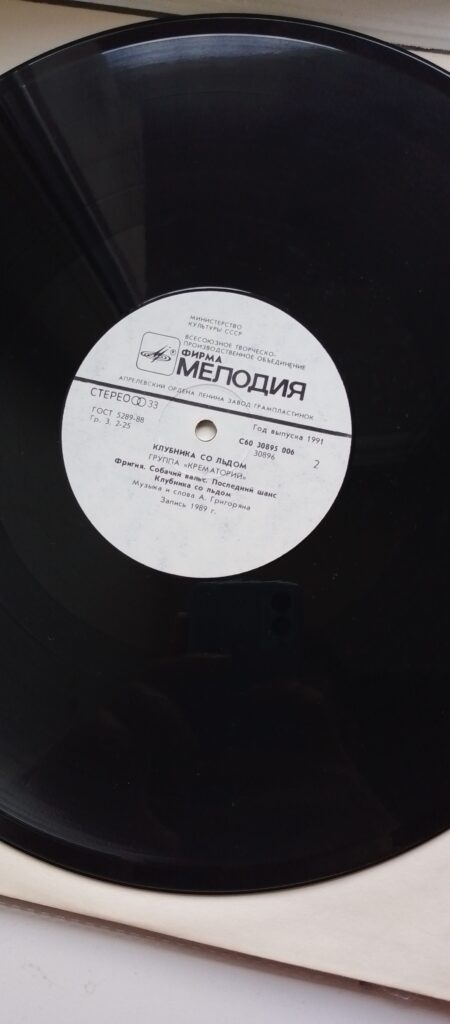 МИНИСТЕРСТВО
КУЛЬТУРЫ СССР
ВСЕСОЮЗНОЕ ТВОРЧЕСКО-
ПРОИЗВОДСТВЕННОЕ ОБЪЕДИНЕНИЕ
ФИРМА
МЕЛОДИЯ
АПРЕЛЕВСКИЙ ОРДЕНА ЛЕНИНА ЗАВОД ГРАМПЛАСТИНОК
СТЕРЕО 33
Год выпуска 1991
ГОСТ 5289-88
С60 30895 006
Гр. 3. 2-25
30896
2
КЛУБНИКА СО ЛЬДОМ
ГРУППА «КРЕМАТОРИЙ»
Фригия. Собачий вальс. Последний шанс
Клубника со льдом
Музыка и слова А. Григоряна
Запись 1989 г.